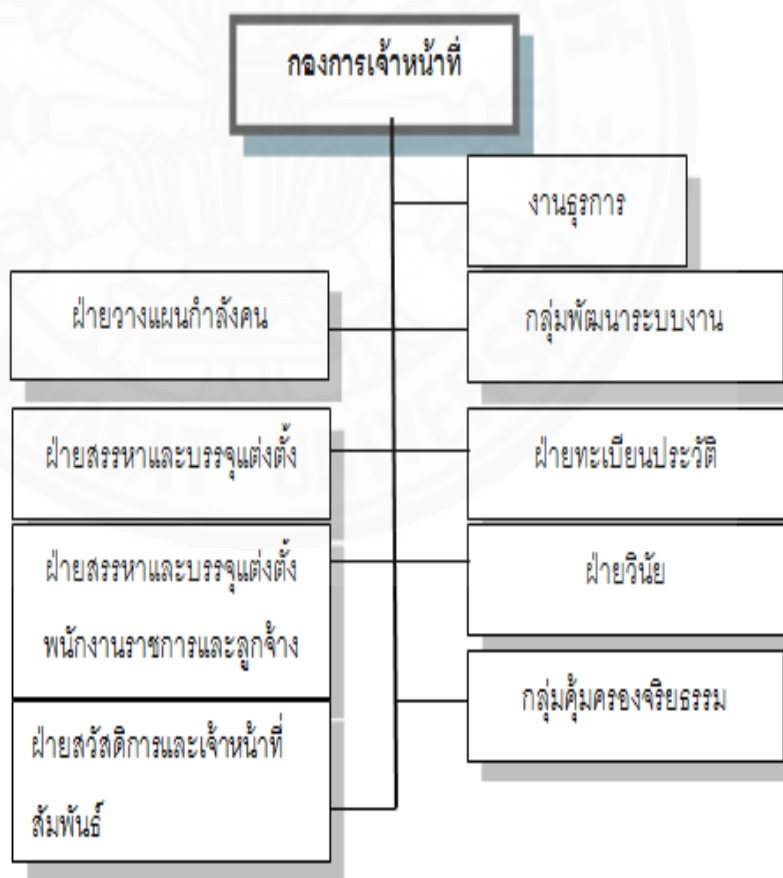 กองการเจ้าหน้าที่
งานธุรการ
ฝ่ายวางแผนกำลังคน
กลุ่มพัฒนาระบบงาน
ฝ่ายสรรหาและบรรจุแต่งตั้ง
ฝ่ายทะเบียนประวัติ
ฝ่ายสรรหาและบรรจุแต่งตั้ง
พนักงานราชการและลูกจ้าง
ฝ่ายวินัย
ฝ่ายสวัสดิการและเจ้าหน้าที่
สัมพันธ์
กลุ่มคุ้มครองจริยธรรม